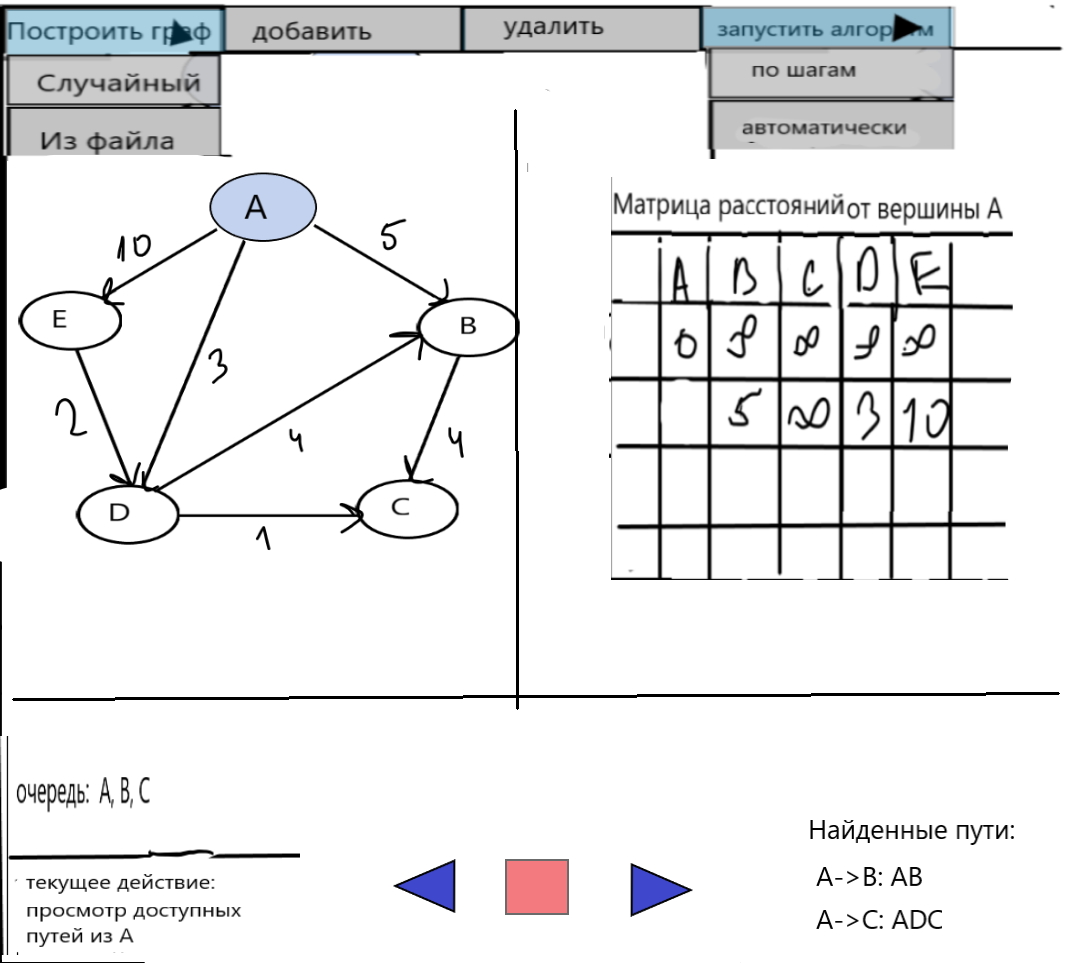 Построить граф добавить удалить запустить алгоритм
Случайный
Из файла
по шагам
автоматически
A
10
5
E
B
3
2
4
4
D
C
1
Матрица расстояний от вершины A
A B C D E
0 ∞ ∞ ∞ ∞
5 ∞ 3 10
очередь: A, B, C
текущее действие:
просмотр доступных
путей из A
Найденные пути:
A->B: AB
A->C: ADC